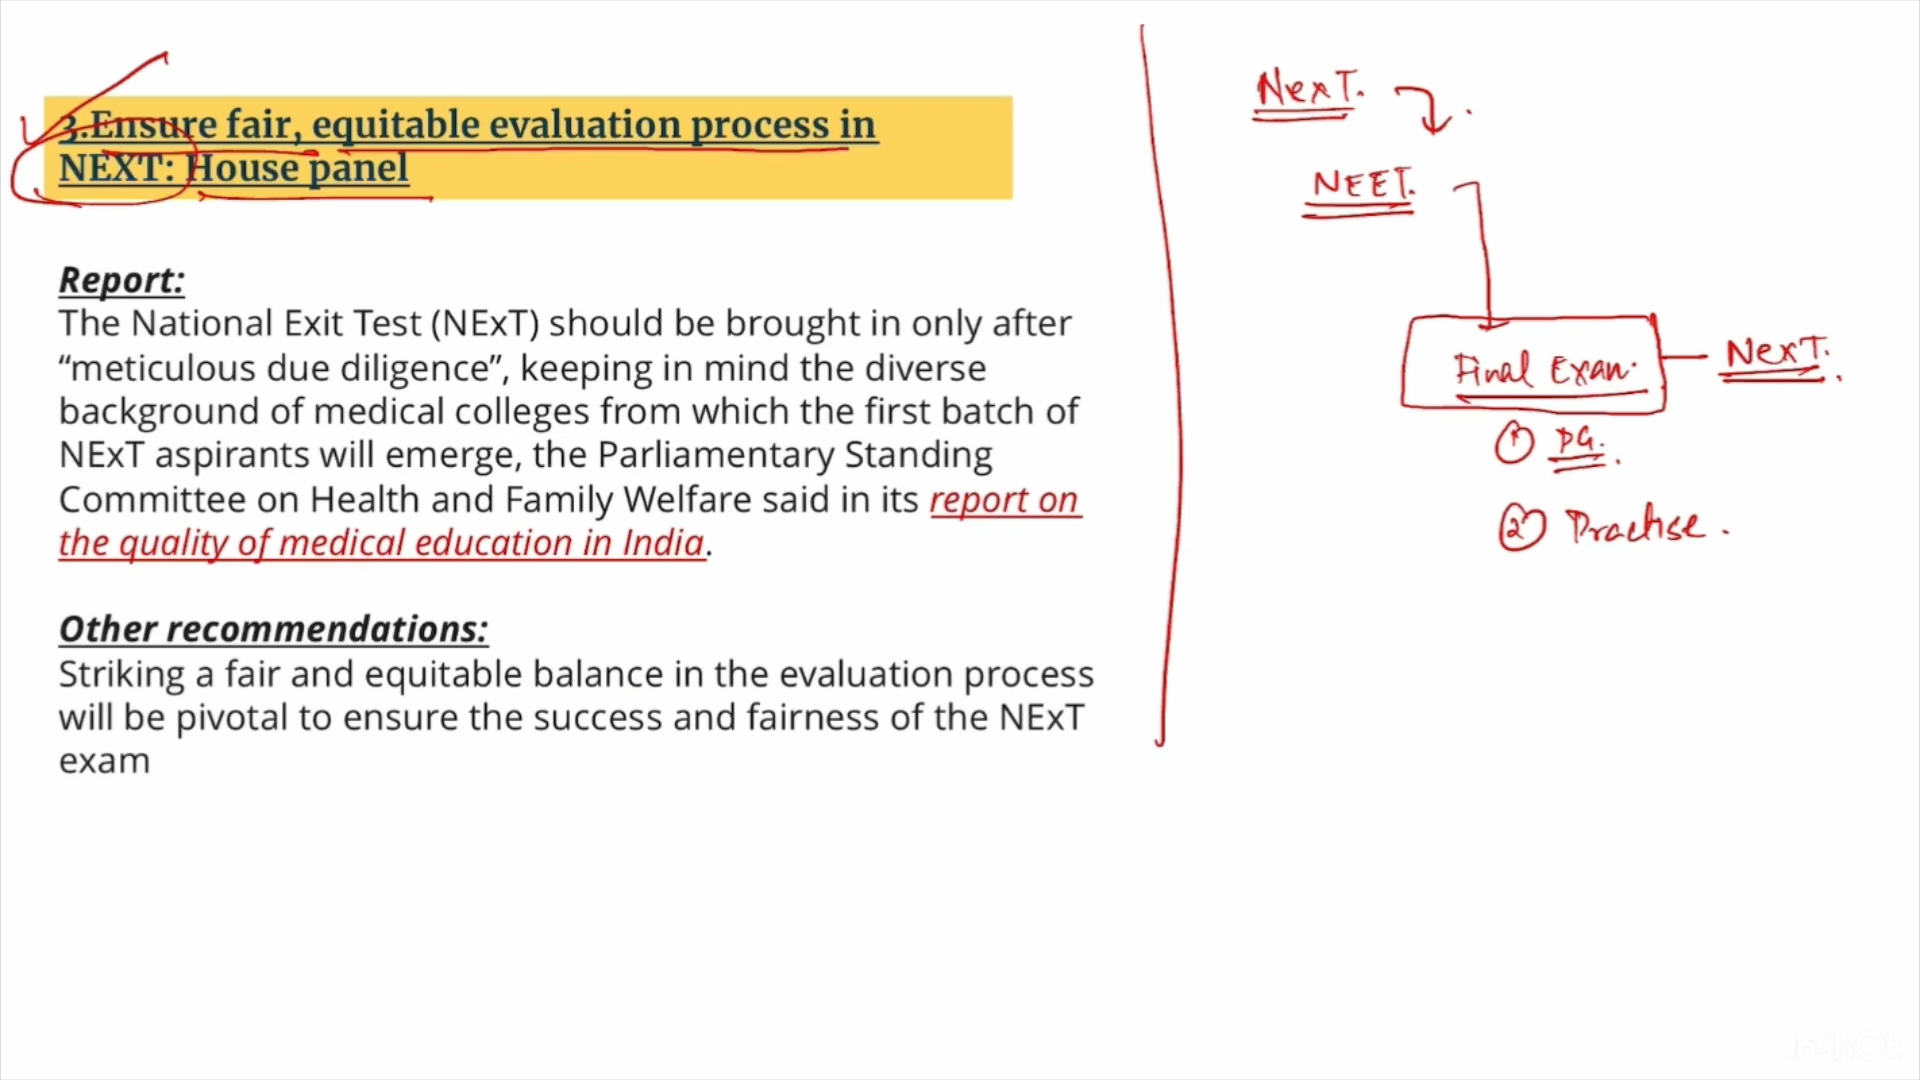 3.Ensure fair, equitable evaluation process in
NEXT: House panel
Report:
The National Exit Test (NExT) should be brought in only after
“meticulous due diligence”, keeping in mind the diverse
background of medical colleges from which the first batch of
NExT aspirants will emerge, the Parliamentary Standing
Committee on Health and Family Welfare said in its report on
the quality of medical education in India.
Other recommendations:
Striking a fair and equitable balance in the evaluation process
will be pivotal to ensure the success and fairness of the NExT
exam
NexT.
NEET.
Final Exam.
NexT.
① PG.
② Practise.
InShOt